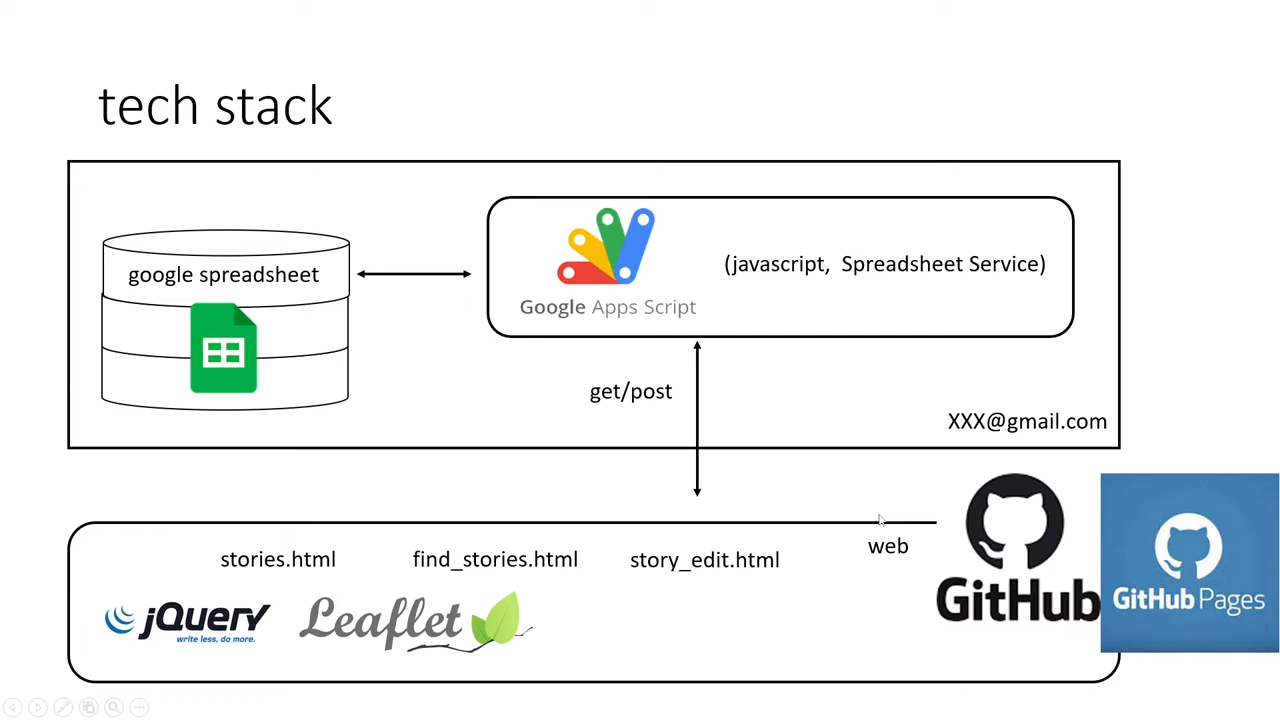 tech stack
google spreadsheet
Google Apps Script
(javascript, Spreadsheet Service)
get/post
XXX@gmail.com
stories.html
find_stories.html
story_edit.html
web
jQuery
write less, do more.
Leaflet
GitHub
GitHub Pages